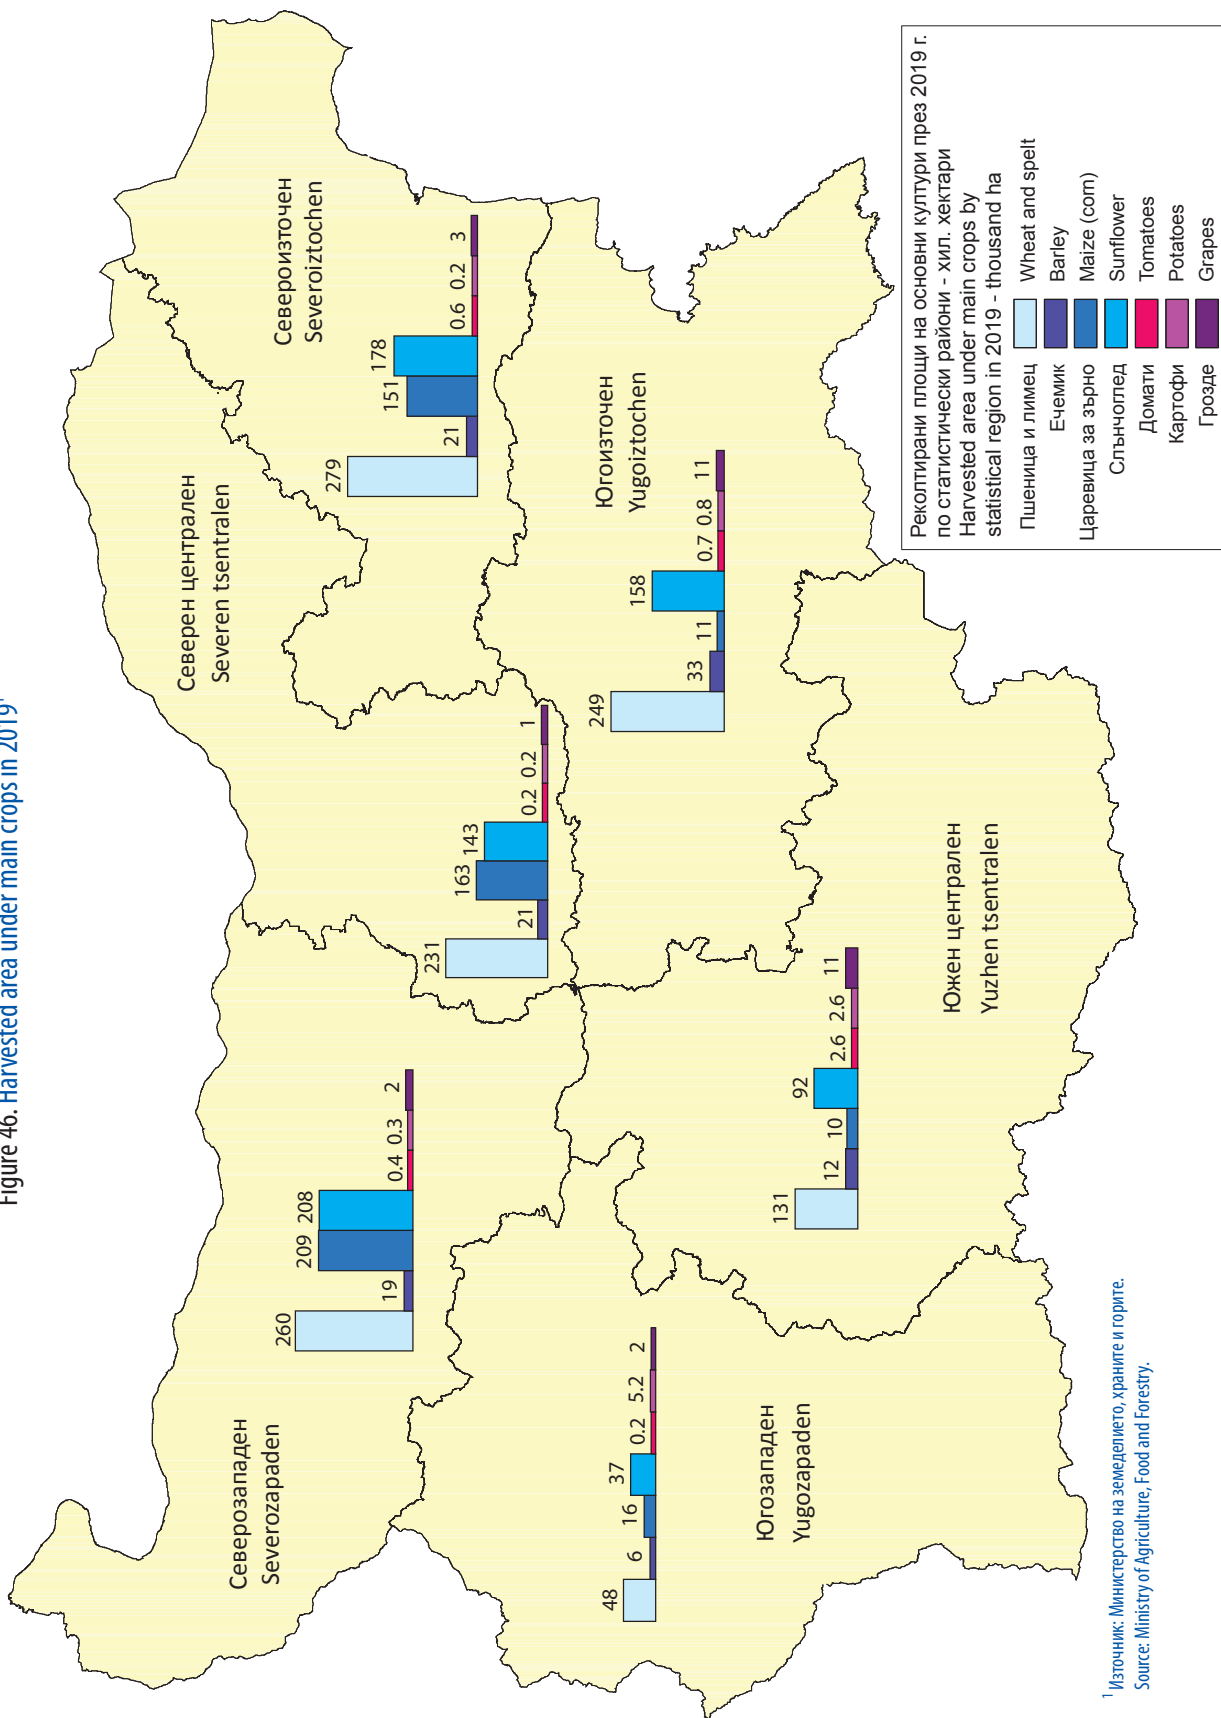 Figure 46. Harvested area under main crops in 2019¹
Северозападен
Severozapaden
260
19
209
208
0.4
0.3
2
Северен централен
Severen tsentralen
231
21
163
143
0.2
0.2
1
Североизточен
Severoiztochen
279
21
151
178
0.6
0.2
3
Югозападен
Yugozapaden
48
6
16
37
0.2
5.2
2
Южен централен
Yuzhen tsentralen
131
12
10
92
2.6
2.6
11
Югоизточен
Yugoiztochen
249
33
11
158
0.7
0.8
11
Реколтирани площи на основни култури през 2019 г.
по статистически райони - хил. хектари
Harvested area under main crops by
statistical region in 2019 - thousand ha
Пшеница и лимец Wheat and spelt
Ечемик Barley
Царевица за зърно Maize (corn)
Слънчоглед Sunflower
Домати Tomatoes
Картофи Potatoes
Грозде Grapes
¹ Източник: Министерство на земеделието, храните и горите.
Source: Ministry of Agriculture, Food and Forestry.